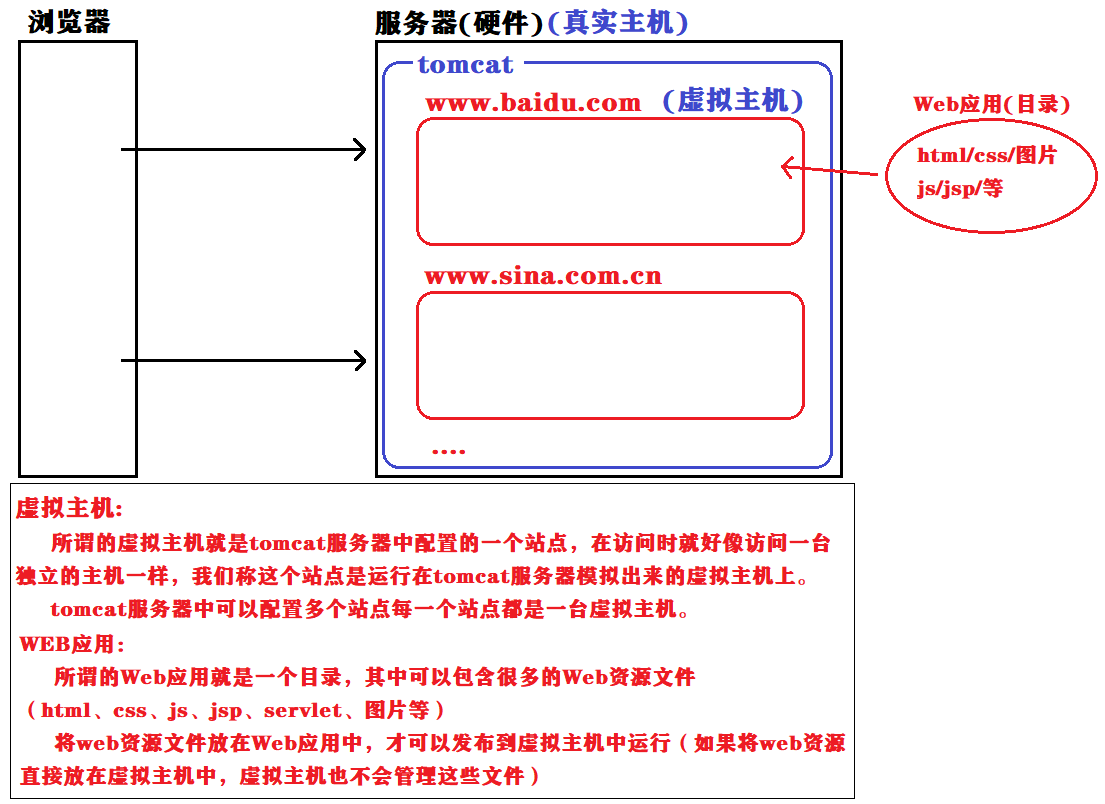 浏览器
服务器(硬件)(真实主机)
tomcat
www.baidu.com (虚拟主机)
Web应用(目录)
html/css/图片
js/jsp/等
www.sina.com.cn
....
虚拟主机:
所谓的虚拟主机就是tomcat服务器中配置的一个站点，在访问时就好像访问一台
独立的主机一样，我们称这个站点是运行在tomcat服务器模拟出来的虚拟主机上。
tomcat服务器中可以配置多个站点每一个站点都是一台虚拟主机。
WEB应用：
所谓的Web应用就是一个目录，其中可以包含很多的Web资源文件
（html、css、js、jsp、servlet、图片等）
将web资源文件放在Web应用中，才可以发布到虚拟主机中运行（如果将web资源
直接放在虚拟主机中，虚拟主机也不会管理这些文件）